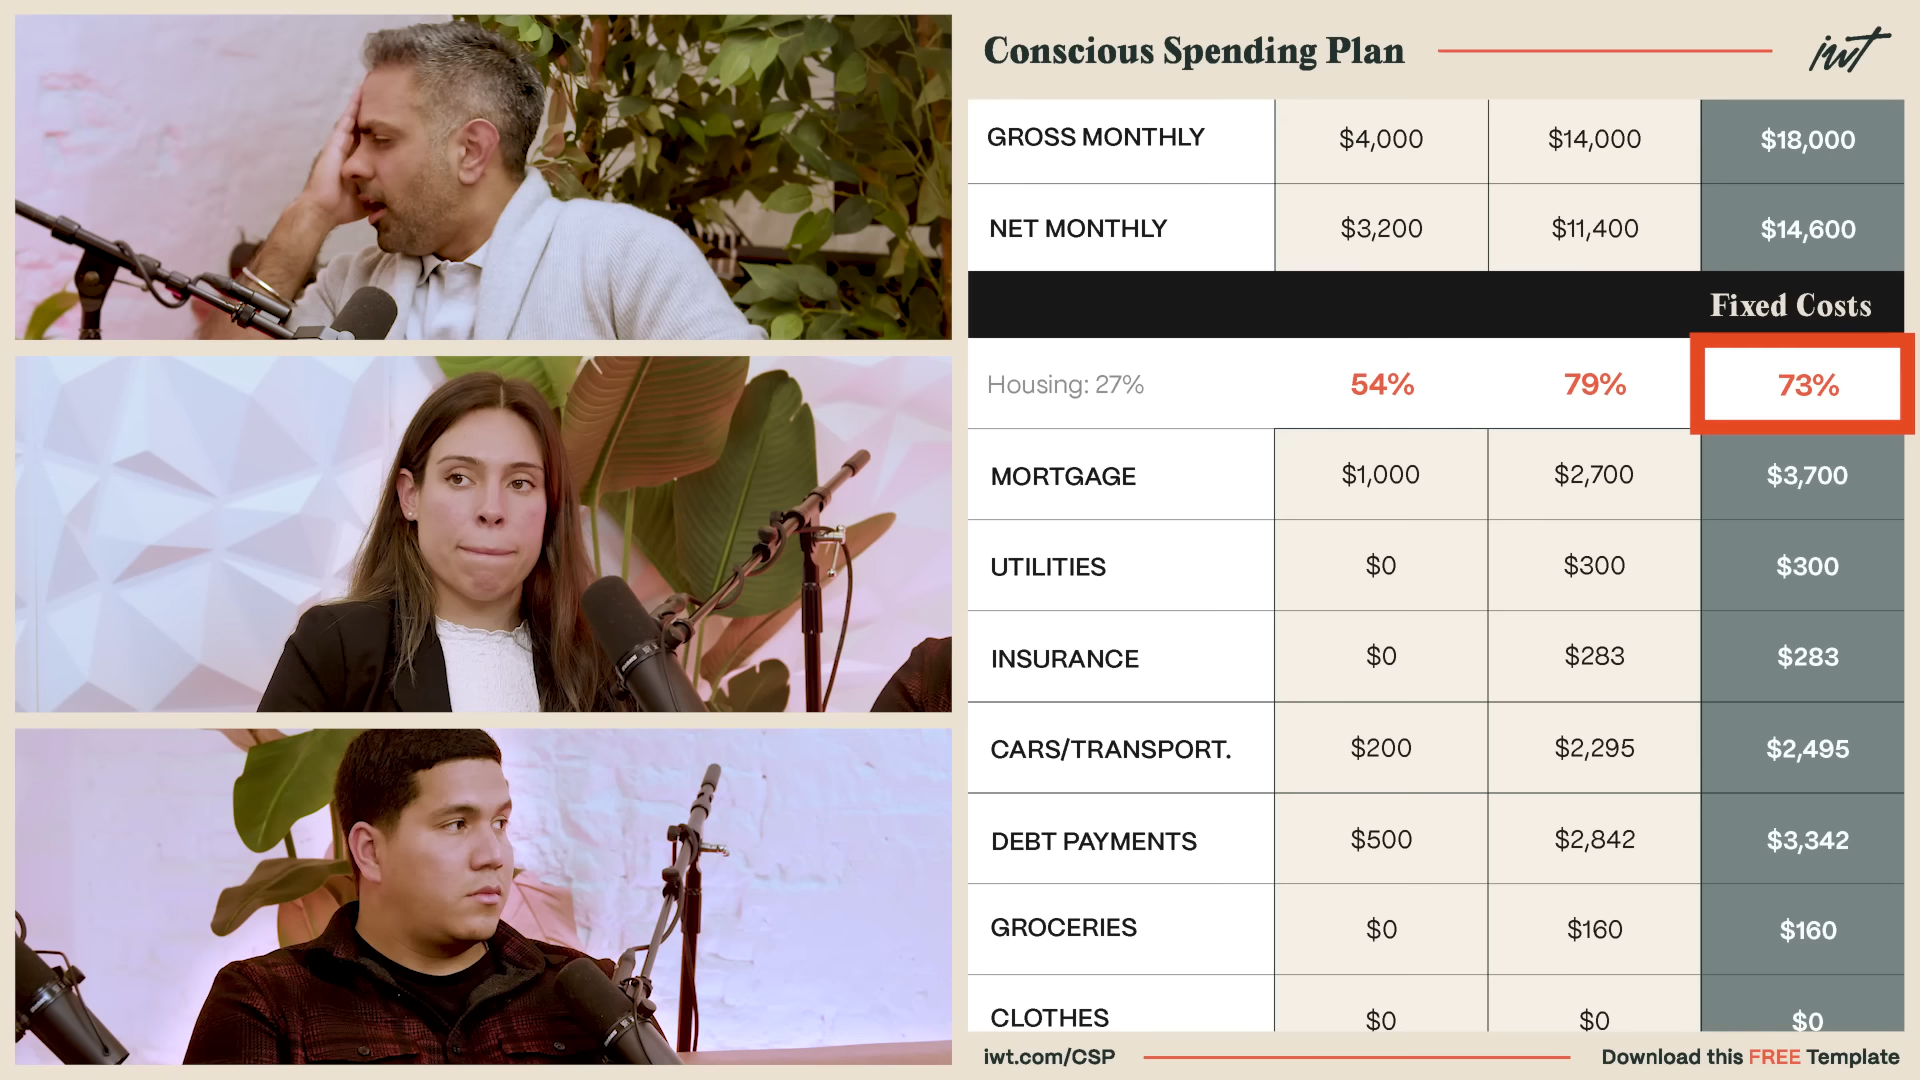 Conscious Spending Plan iwt
GROSS MONTHLY $4,000 $14,000 $18,000
NET MONTHLY $3,200 $11,400 $14,600
Fixed Costs
Housing: 27% 54% 79% 73%
MORTGAGE $1,000 $2,700 $3,700
UTILITIES $0 $300 $300
INSURANCE $0 $283 $283
CARS/TRANSPORT. $200 $2,295 $2,495
DEBT PAYMENTS $500 $2,842 $3,342
GROCERIES $0 $160 $160
CLOTHES $0 $0 $0
iwt.com/CSP Download this FREE Template